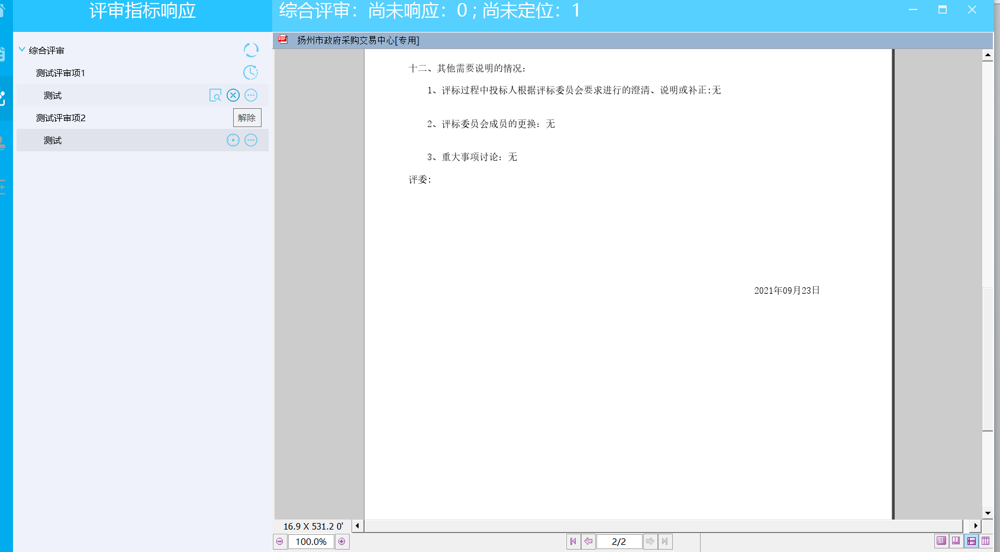 评审指标响应
综合评审：尚未响应：0；尚未定位：1
综合评审
测试评审项1
测试
测试评审项2
解除
测试
PDF
扬州市政府采购交易中心[专用]
十二、其他需要说明的情况:
1、评标过程中投标人根据评标委员会要求进行的澄清、说明或补正:无
2、评标委员会成员的更换: 无
3、重大事项讨论: 无
评委:
2021年09月23日
16.9 X 531.2 0'
100.0%
2/2